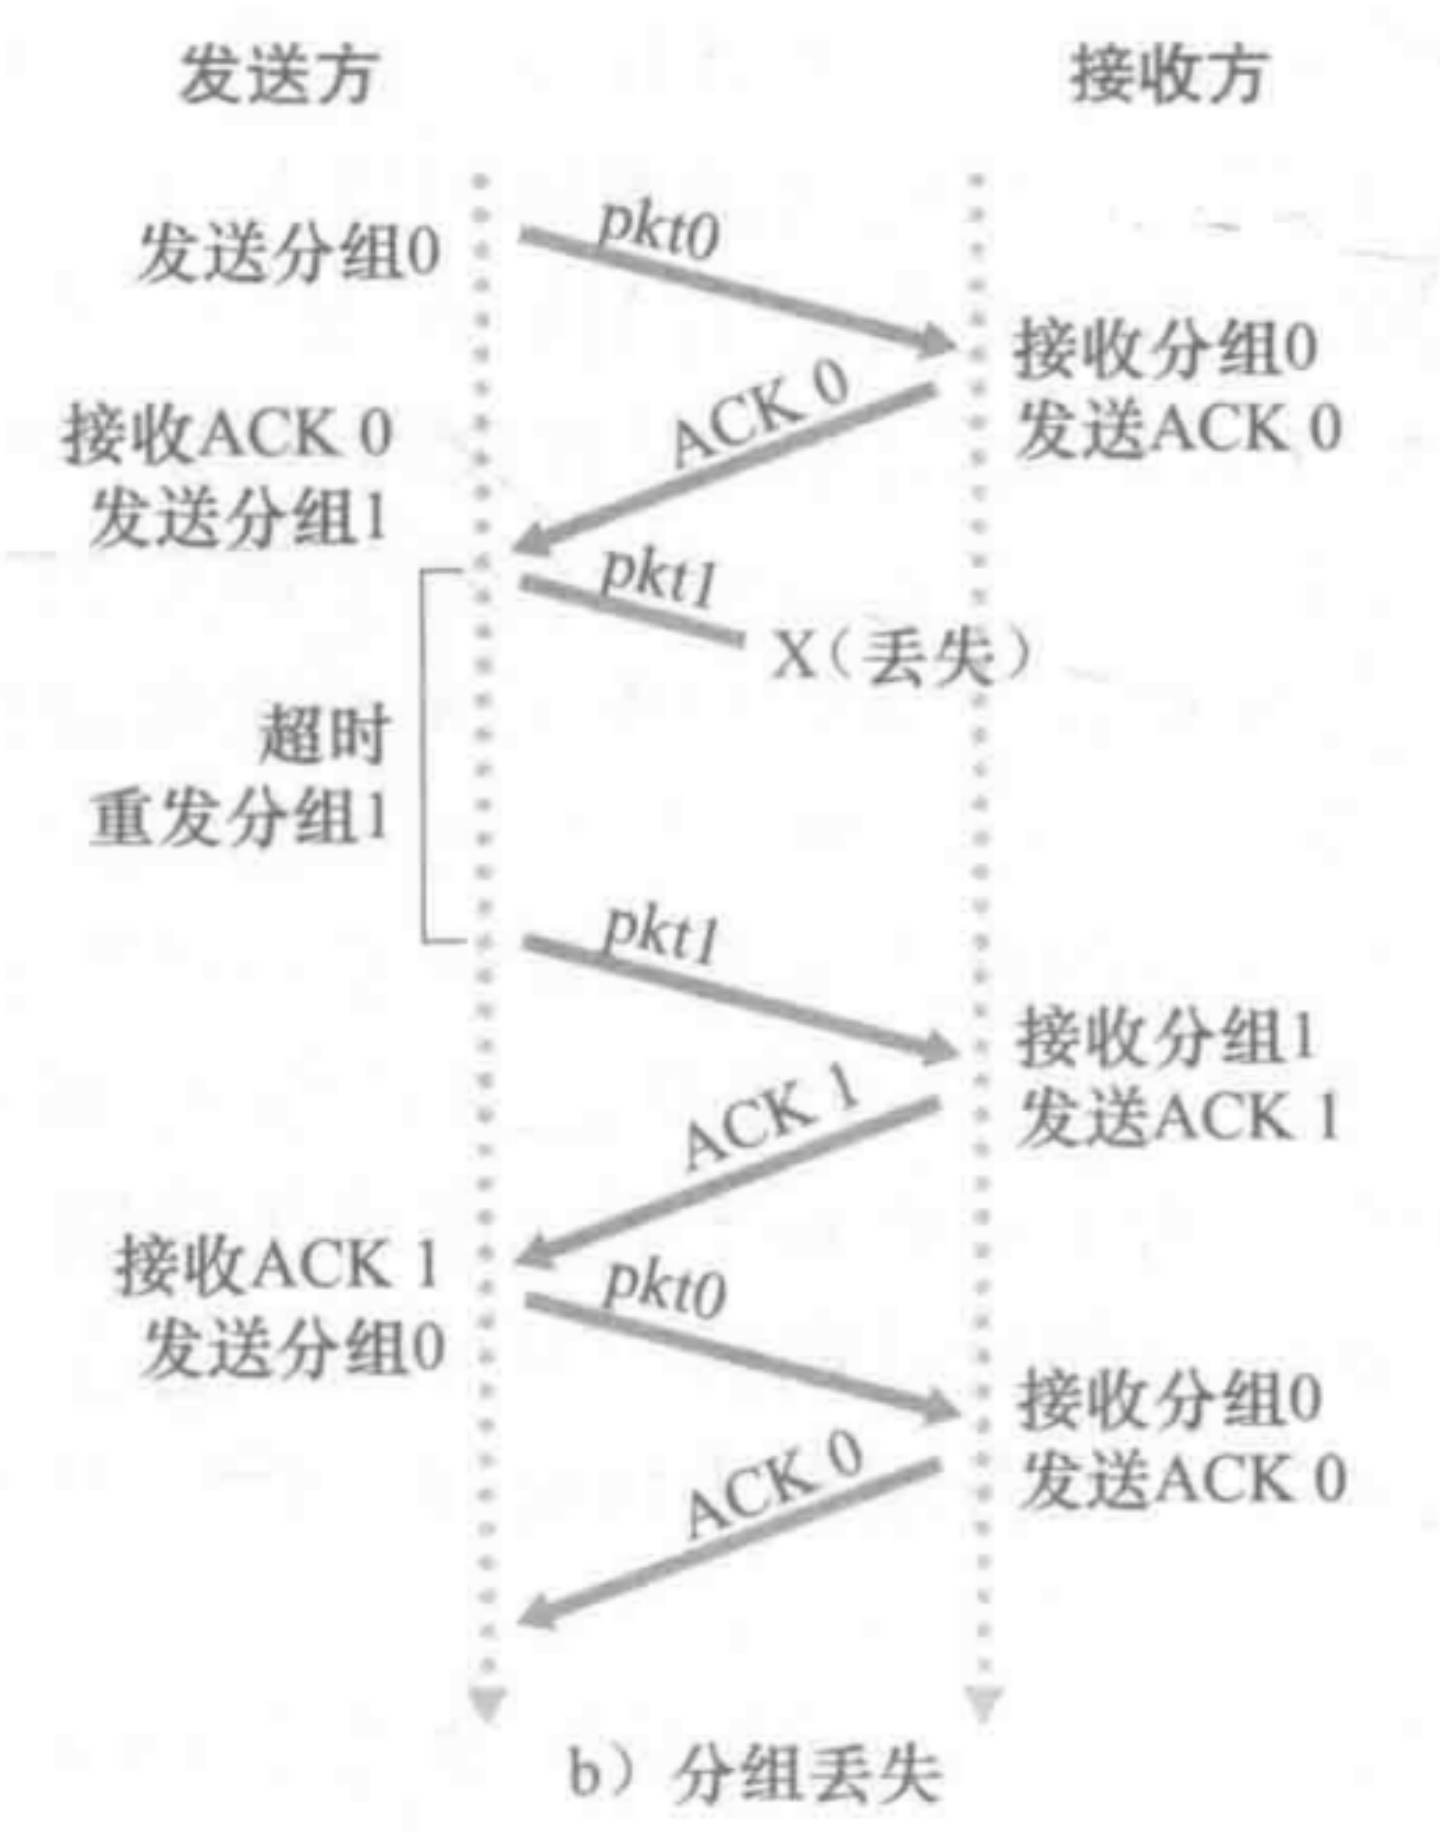 发送方 接收方
发送分组0
pkt0
接收分组0
发送ACK 0
ACK 0
接收ACK 0
发送分组1
pkt1
X（丢失）
超时
重发分组1
pkt1
接收分组1
发送ACK 1
ACK 1
接收ACK 1
发送分组0
pkt0
接收分组0
发送ACK 0
ACK 0
b）分组丢失